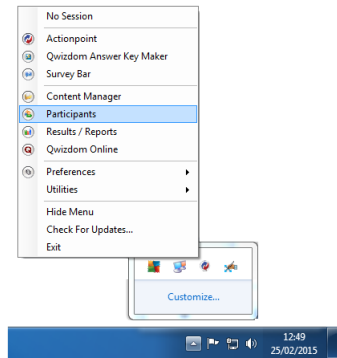 No Session
Actionpoint
Qwizdom Answer Key Maker
Survey Bar
Content Manager
Participants
Results / Reports
Qwizdom Online
Preferences
Utilities
Hide Menu
Check For Updates...
Exit
Customize...
12:49
25/02/2015